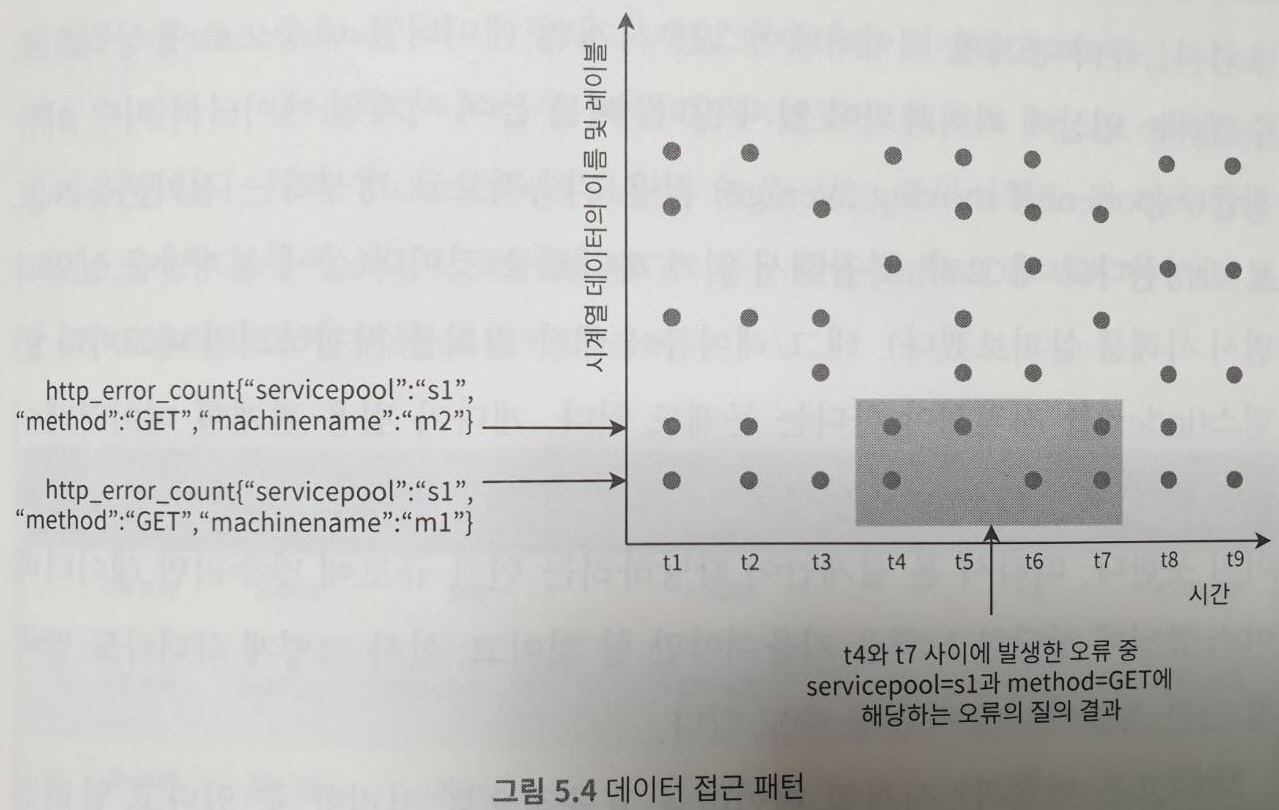 시계열 데이터의 이름 및 레이블
http_error_count{“servicepool”:“s1”,
“method”:“GET”,“machinename”:“m2”}
http_error_count{“servicepool”:“s1”,
“method”:“GET”,“machinename”:“m1”}
t1 t2 t3 t4 t5 t6 t7 t8 t9
시간
t4와 t7 사이에 발생한 오류 중
servicepool=s1과 method=GET에
해당하는 오류의 질의 결과
그림 5.4 데이터 접근 패턴